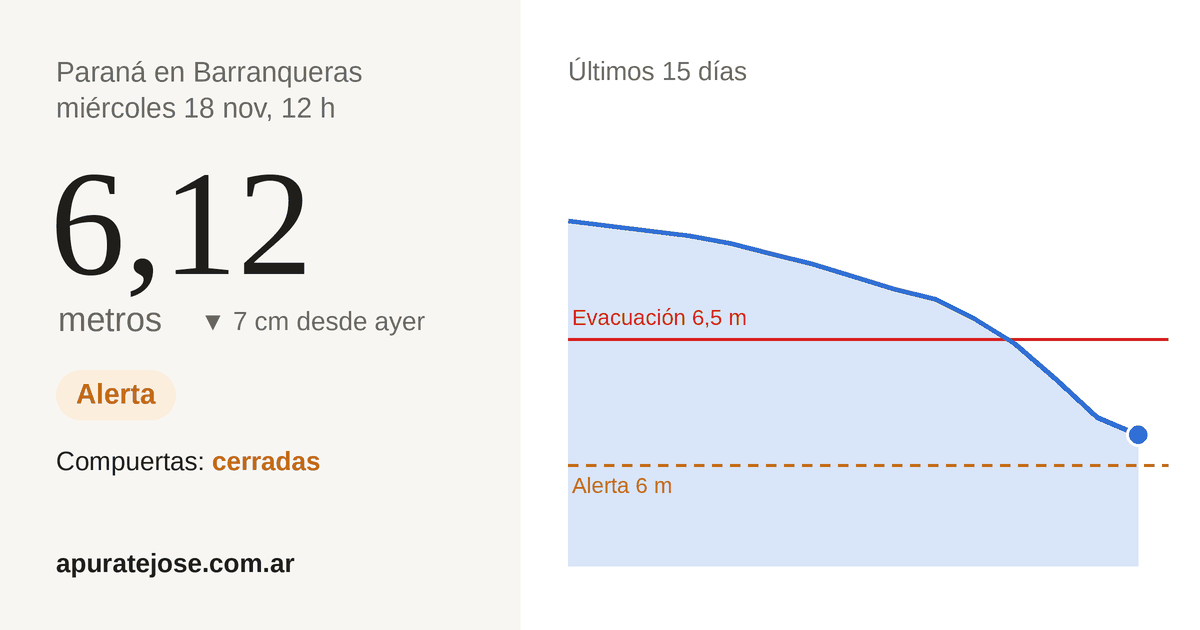 Paraná en Barranqueras
miércoles 18 nov, 12 h
6,12
metros ▼ 7 cm desde ayer
Alerta
Compuertas: cerradas
apuratejose.com.ar
Últimos 15 días
Evacuación 6,5 m
Alerta 6 m